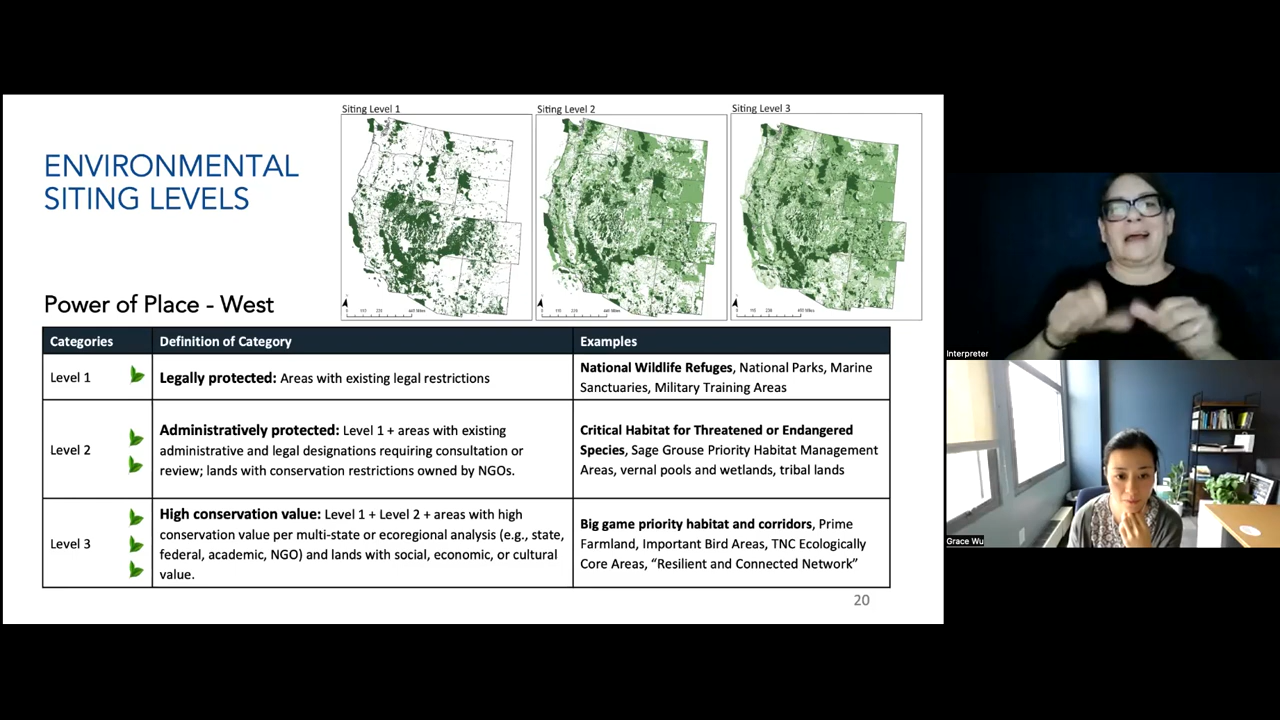 Siting Level 1
Siting Level 2
Siting Level 3
ENVIRONMENTAL
SITING LEVELS
Power of Place - West
Categories
Definition of Category
Examples
Level 1
Legally protected: Areas with existing legal restrictions
National Wildlife Refuges, National Parks, Marine
Sanctuaries, Military Training Areas
Level 2
Administratively protected: Level 1 + areas with existing
administrative and legal designations requiring consultation or
review; lands with conservation restrictions owned by NGOs.
Critical Habitat for Threatened or Endangered
Species, Sage Grouse Priority Habitat Management
Areas, vernal pools and wetlands, tribal lands
Level 3
High conservation value: Level 1 + Level 2 + areas with high
conservation value per multi-state or ecoregional analysis (e.g., state,
federal, academic, NGO) and lands with social, economic, or cultural
value.
Big game priority habitat and corridors, Prime
Farmland, Important Bird Areas, TNC Ecologically
Core Areas, “Resilient and Connected Network”
20
Interpreter
Grace Wu